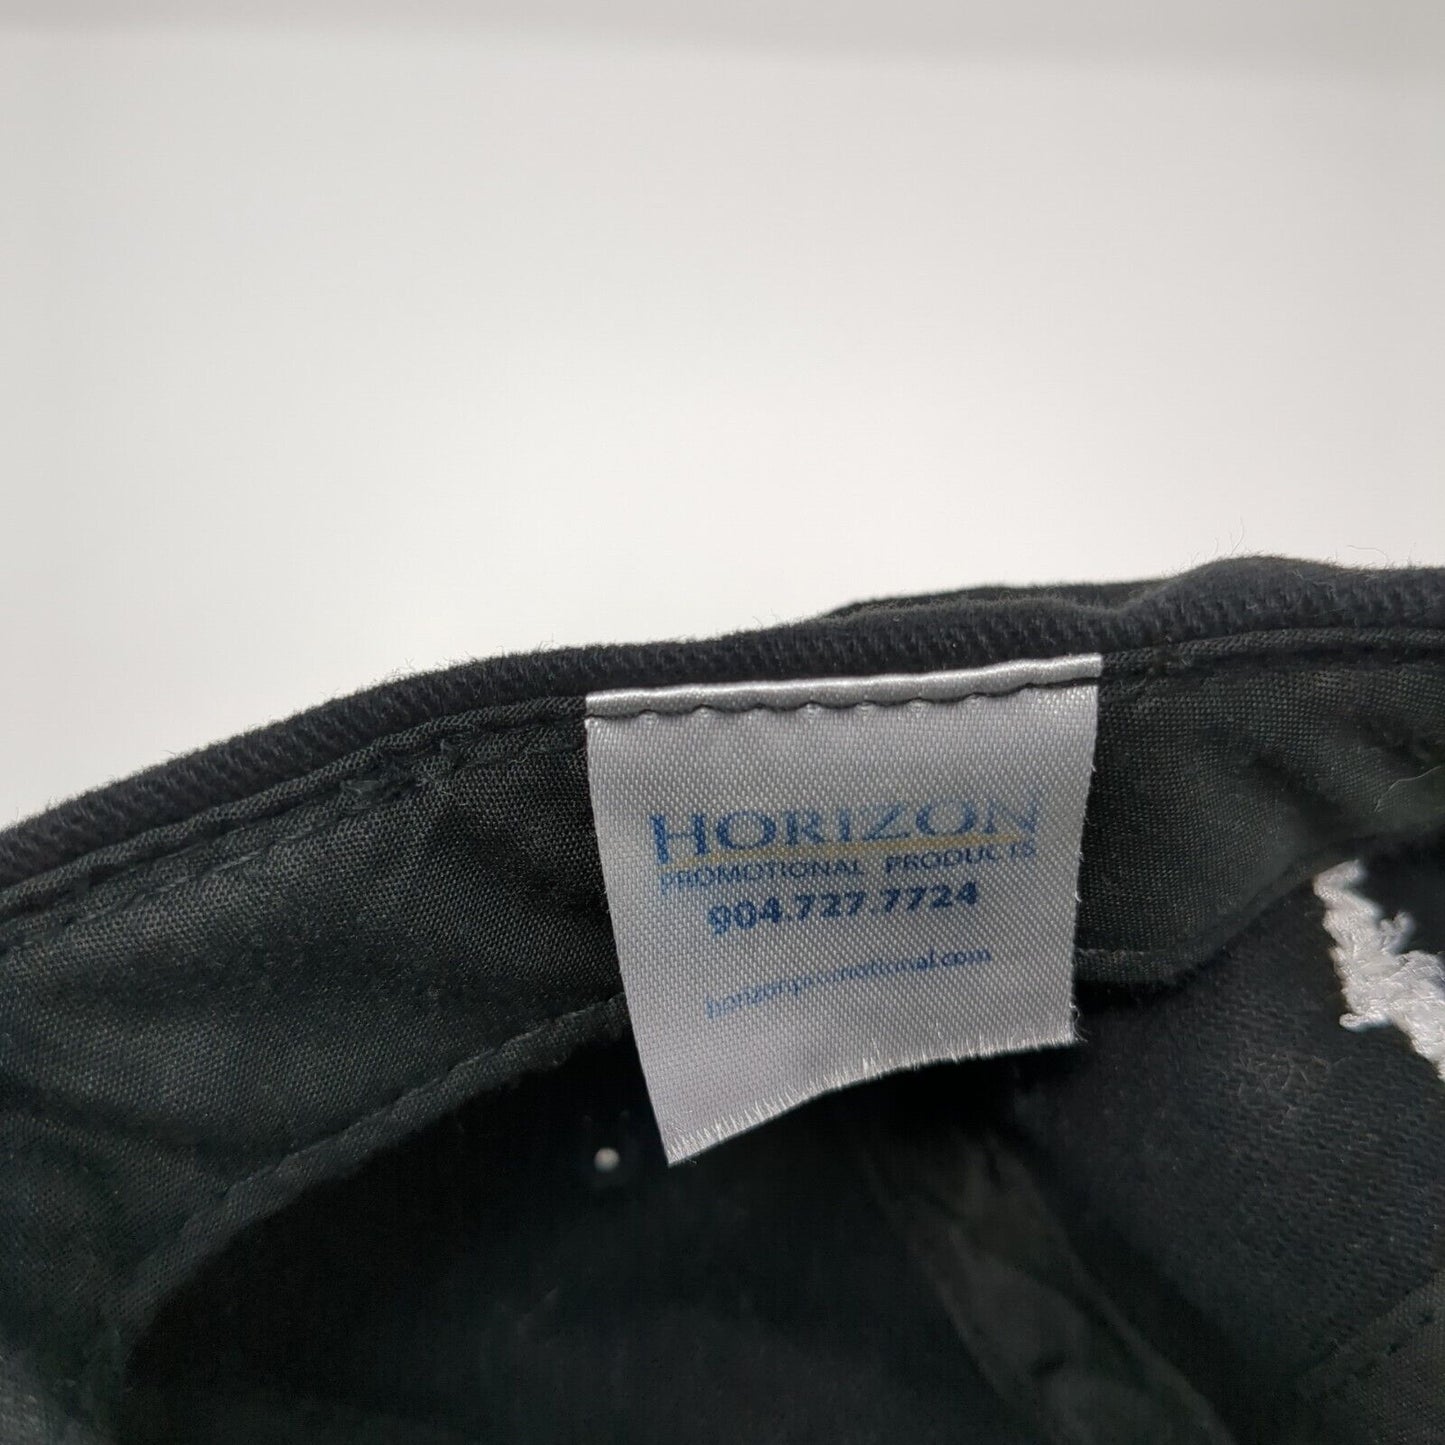 HORIZON
PROMOTIONAL PRODUCTS
904.727.7724
horizonpromotional.com